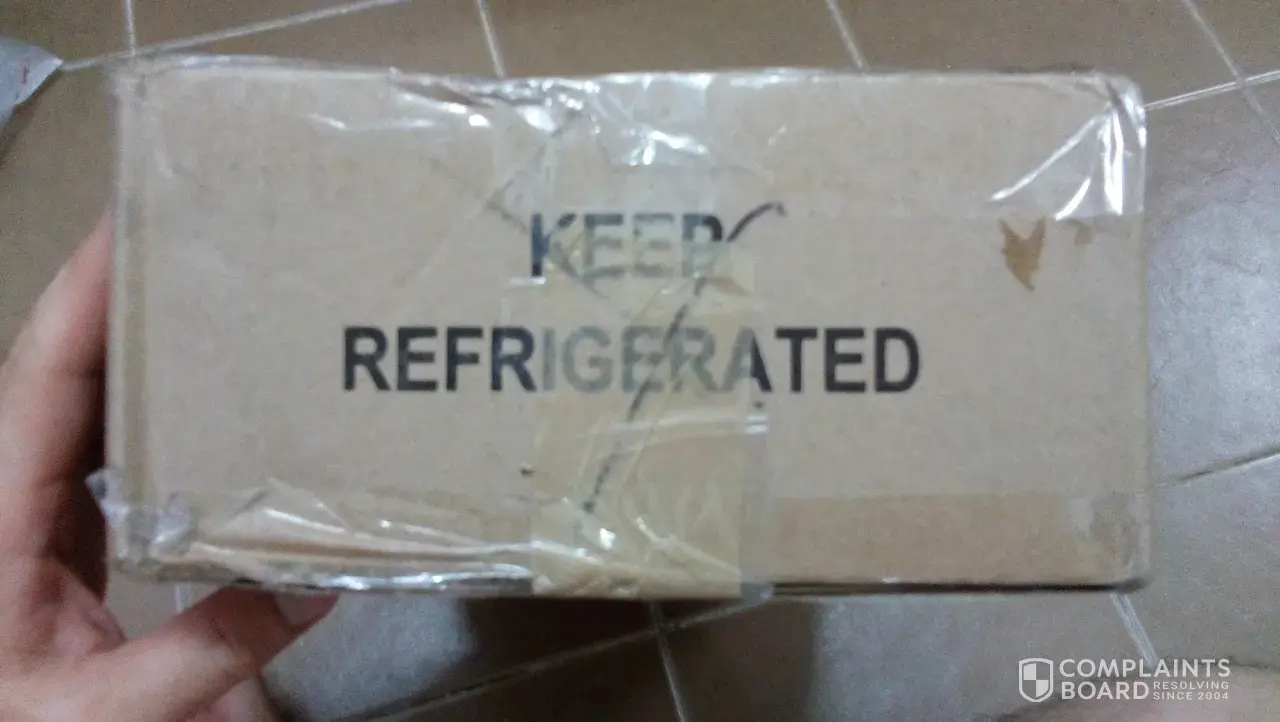 KEEP
REFRIGERATED
COMPLAINTS
BOARD RESOLVING
SINCE 2004